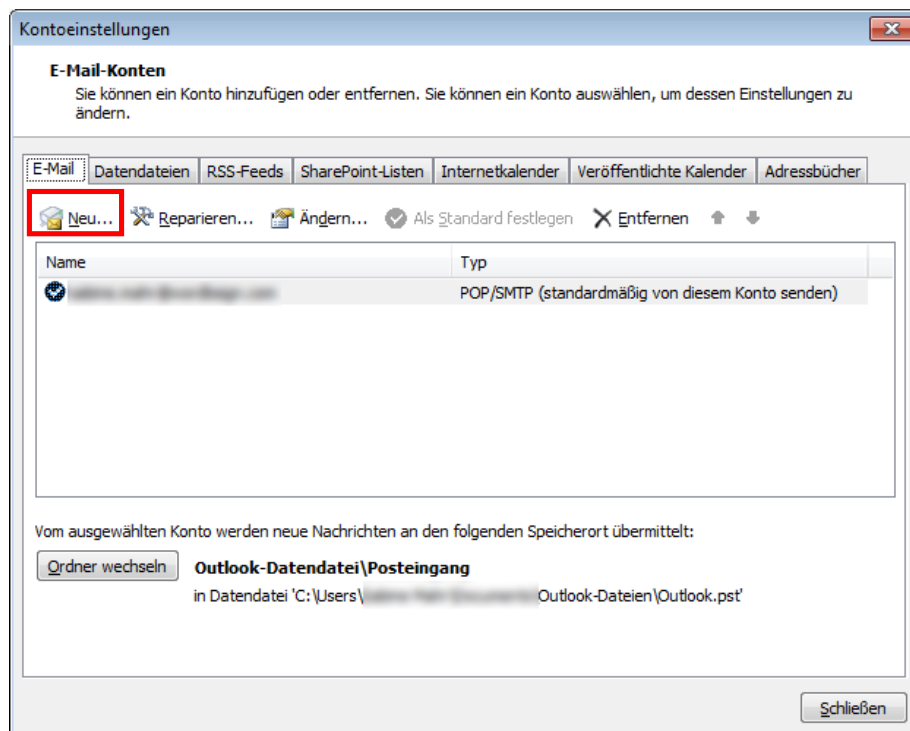 Kontoeinstellungen
E-Mail-Konten
Sie können ein Konto hinzufügen oder entfernen. Sie können ein Konto auswählen, um dessen Einstellungen zu
ändern.
E-Mail Datendateien RSS-Feeds SharePoint-Listen Internetkalender Veröffentlichte Kalender Adressbücher
Neu... Reparieren... Ändern... Als Standard festlegen Entfernen
Name Typ
POP/SMTP (standardmäßig von diesem Konto senden)
Vom ausgewählten Konto werden neue Nachrichten an den folgenden Speicherort übermittelt:
Ordner wechseln Outlook-Datendatei\Posteingang
in Datendatei 'C:\Users\ Outlook-Dateien\Outlook.pst'
Schließen